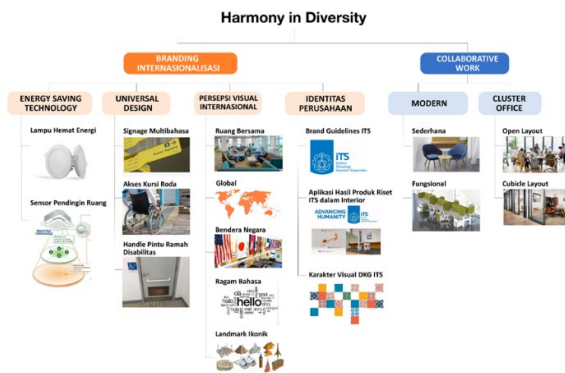 Harmony in Diversity
BRANDING
INTERNASIONALISASI
COLLABORATIVE
WORK
ENERGY SAVING
TECHNOLOGY
UNIVERSAL
DESIGN
PERSEPSI VISUAL
INTERNASIONAL
IDENTITAS
PERUSAHAAN
MODERN
CLUSTER
OFFICE
Lampu Hemat Energi
Sensor Pendingin Ruang
Signage Multibahasa
Akses Kursi Roda
Handle Pintu Ramah
Disabilitas
Ruang Bersama
Global
Bendera Negara
Ragam Bahasa
hello
Landmark Ikonik
Brand Guidelines ITS
ITS
Aplikasi Hasil Produk Riset
ITS dalam Interior
ADVANCING
HUMANITY
ITS
Karakter Visual DKG ITS
Sederhana
Fungsional
Open Layout
Cubicle Layout